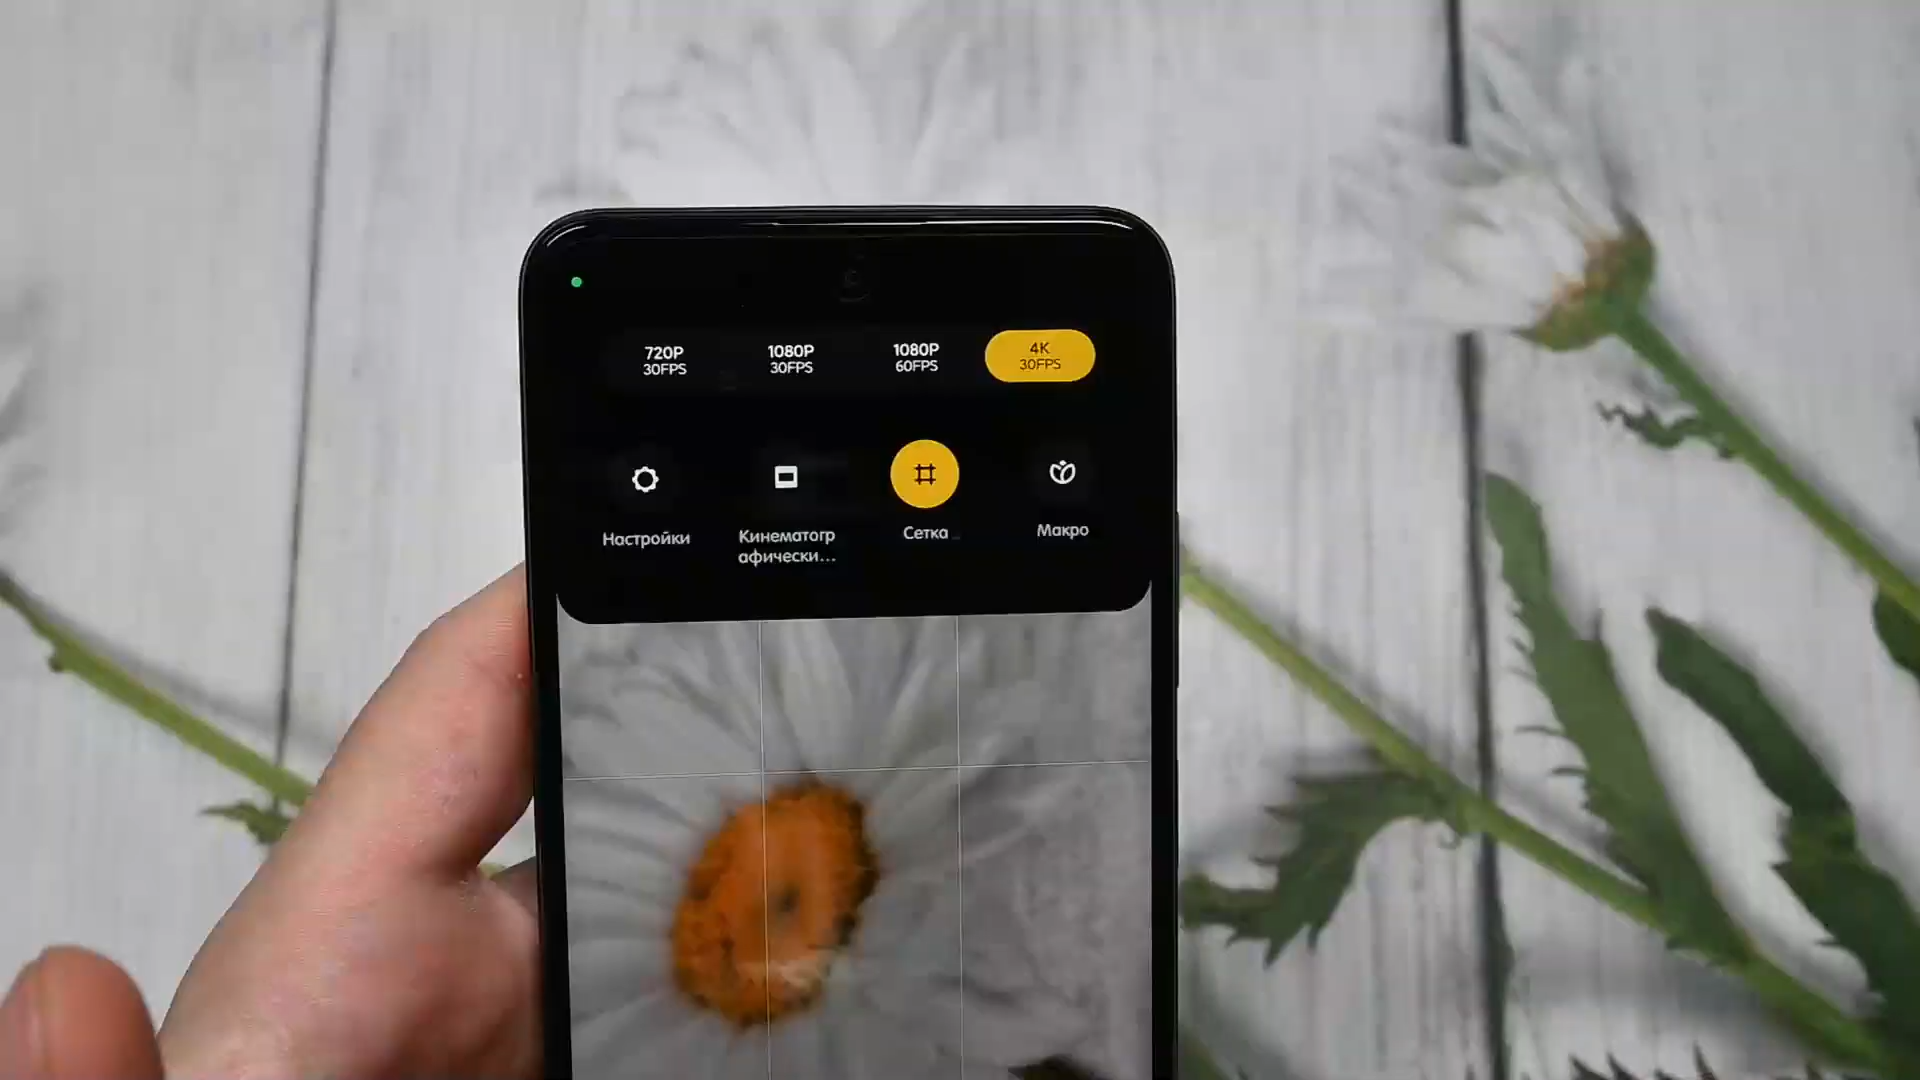 720P 1080P 1080P 4K
30FPS 30FPS 60FPS 30FPS
Настройки
Кинематогр
афически...
Сетка
Макро